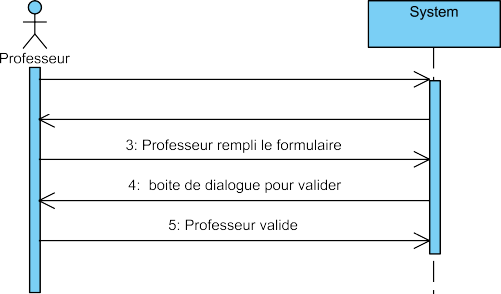 System
Professeur
3: Professeur rempli le formulaire
4: boite de dialogue pour valider
5: Professeur valide